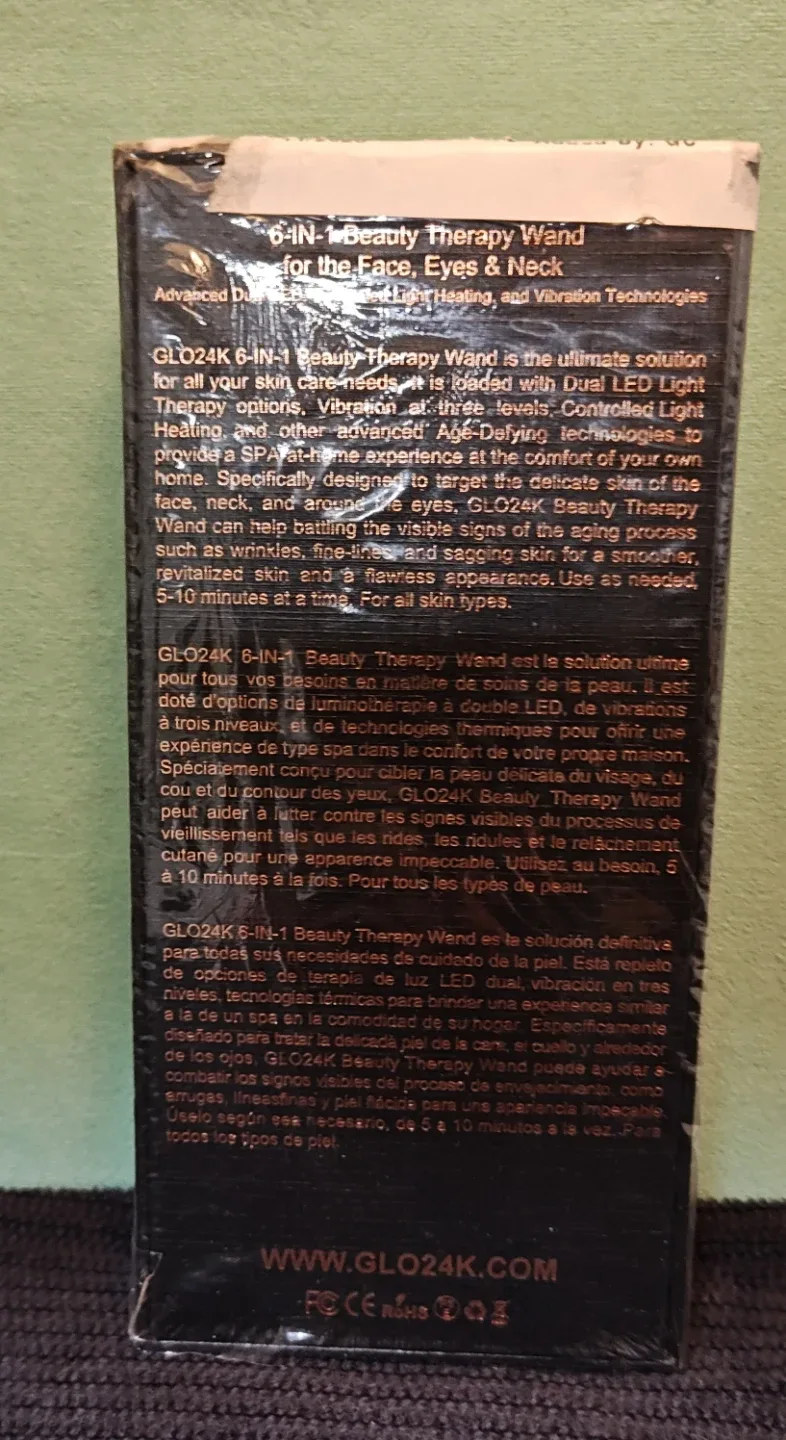 Added by: GC
6-IN-1 Beauty Therapy Wand
for the Face, Eyes & Neck
Advanced Light Heating, and Vibration Technologies
GLO24K 6-IN-1 Beauty Therapy Wand is the ultimate solution
for all your skin care needs. It is loaded with Dual LED Light
Therapy options, Vibration at three levels, Controlled Light
Heating, and other advanced Age-Defying technologies to
provide a SPA at-home experience at the comfort of your own
home. Specifically designed to target the delicate skin of the
face, neck, and around the eyes, GLO24K Beauty Therapy
Wand can help battling the visible signs of the aging process
such as wrinkles, fine-lines, and sagging skin for a smoother,
revitalized skin and a flawless appearance. Use as needed,
5-10 minutes at a time. For all skin types.
GLO24K 6-IN-1 Beauty Therapy Wand est la solution ultime
pour tous vos besoins en matière de soins de la peau. Il est
doté d'options de luminothérapie à double LED, de vibrations
à trois niveaux, et de technologies thermiques pour offrir une
expérience de type spa dans le confort de votre propre maison.
Spécialement conçu pour cibler la peau délicate du visage, du
cou et du contour des yeux, GLO24K Beauty Therapy Wand
peut aider à lutter contre les signes visibles du processus de
vieillissement tels que les rides, les ridules et le relâchement
cutané pour une apparence impeccable. Utilisez au besoin, 5
à 10 minutes à la fois. Pour tous les types de peau.
GLO24K 6-IN-1 Beauty Therapy Wand es la solución definitiva
para todas sus necesidades de cuidado de la piel. Está repleto
de opciones de terapia de luz LED dual, vibración en tres
niveles, tecnologías térmicas para brindar una experiencia similar
a la de un spa en la comodidad de su hogar. Específicamente
diseñado para tratar la delicada piel de la cara, el cuello y alrededor
de los ojos, GLO24K Beauty Therapy Wand puede ayudar a
combatir los signos visibles del proceso de envejecimiento, como
arrugas, líneasfinas y piel flácida para una apariencia impecable.
Úselo según sea necesario, de 5 a 10 minutos a la vez. Para
todos los tipos de piel.
WWW.GLO24K.COM
FC CE RoHS